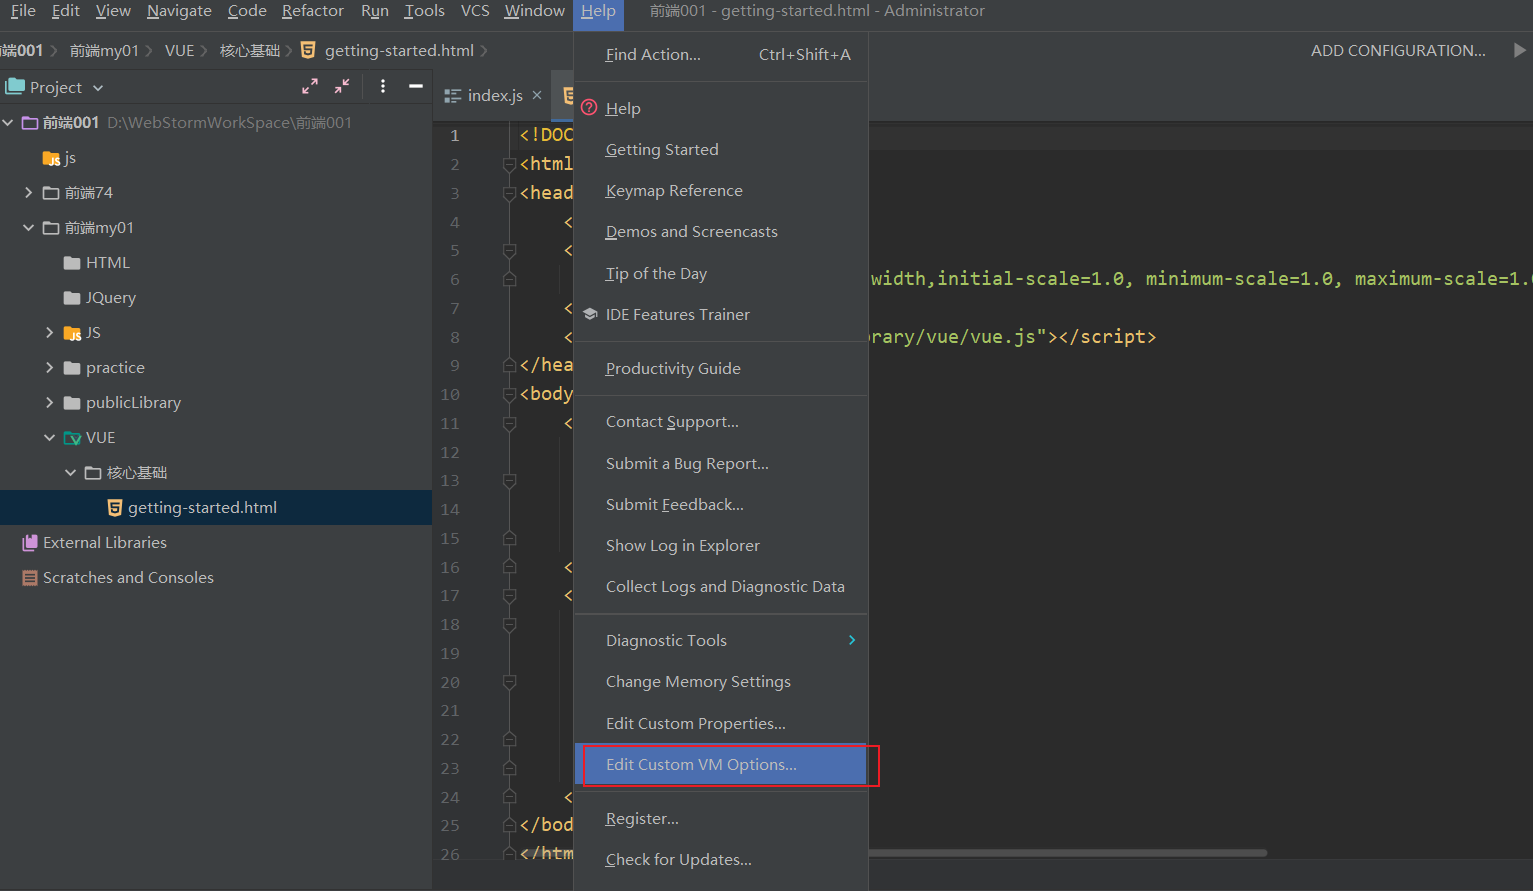 File Edit View Navigate Code Refactor Run Tools VCS Window Help 前端001 - getting-started.html - Administrator
端001 前端my01 VUE 核心基础 getting-started.html ADD CONFIGURATION...
Project
index.js
前端001 D:\WebStormWorkSpace\前端001
js
前端74
前端my01
HTML
JQuery
JS
practice
publicLibrary
VUE
核心基础
getting-started.html
External Libraries
Scratches and Consoles
1 <!DOC
2 <html
3 <head
4 <
5 <
6 width,initial-scale=1.0, minimum-scale=1.0, maximum-scale=1.
7 <
8 < rary/vue/vue.js"></script>
9 </hea
10 <body
11 <
12
13
14
15
16 <
17 <
18
19
20
21
22
23
24 <
25 </bod
26 </htm
Find Action... Ctrl+Shift+A
Help
Getting Started
Keymap Reference
Demos and Screencasts
Tip of the Day
IDE Features Trainer
Productivity Guide
Contact Support...
Submit a Bug Report...
Submit Feedback...
Show Log in Explorer
Collect Logs and Diagnostic Data
Diagnostic Tools
Change Memory Settings
Edit Custom Properties...
Edit Custom VM Options...
Register...
Check for Updates...